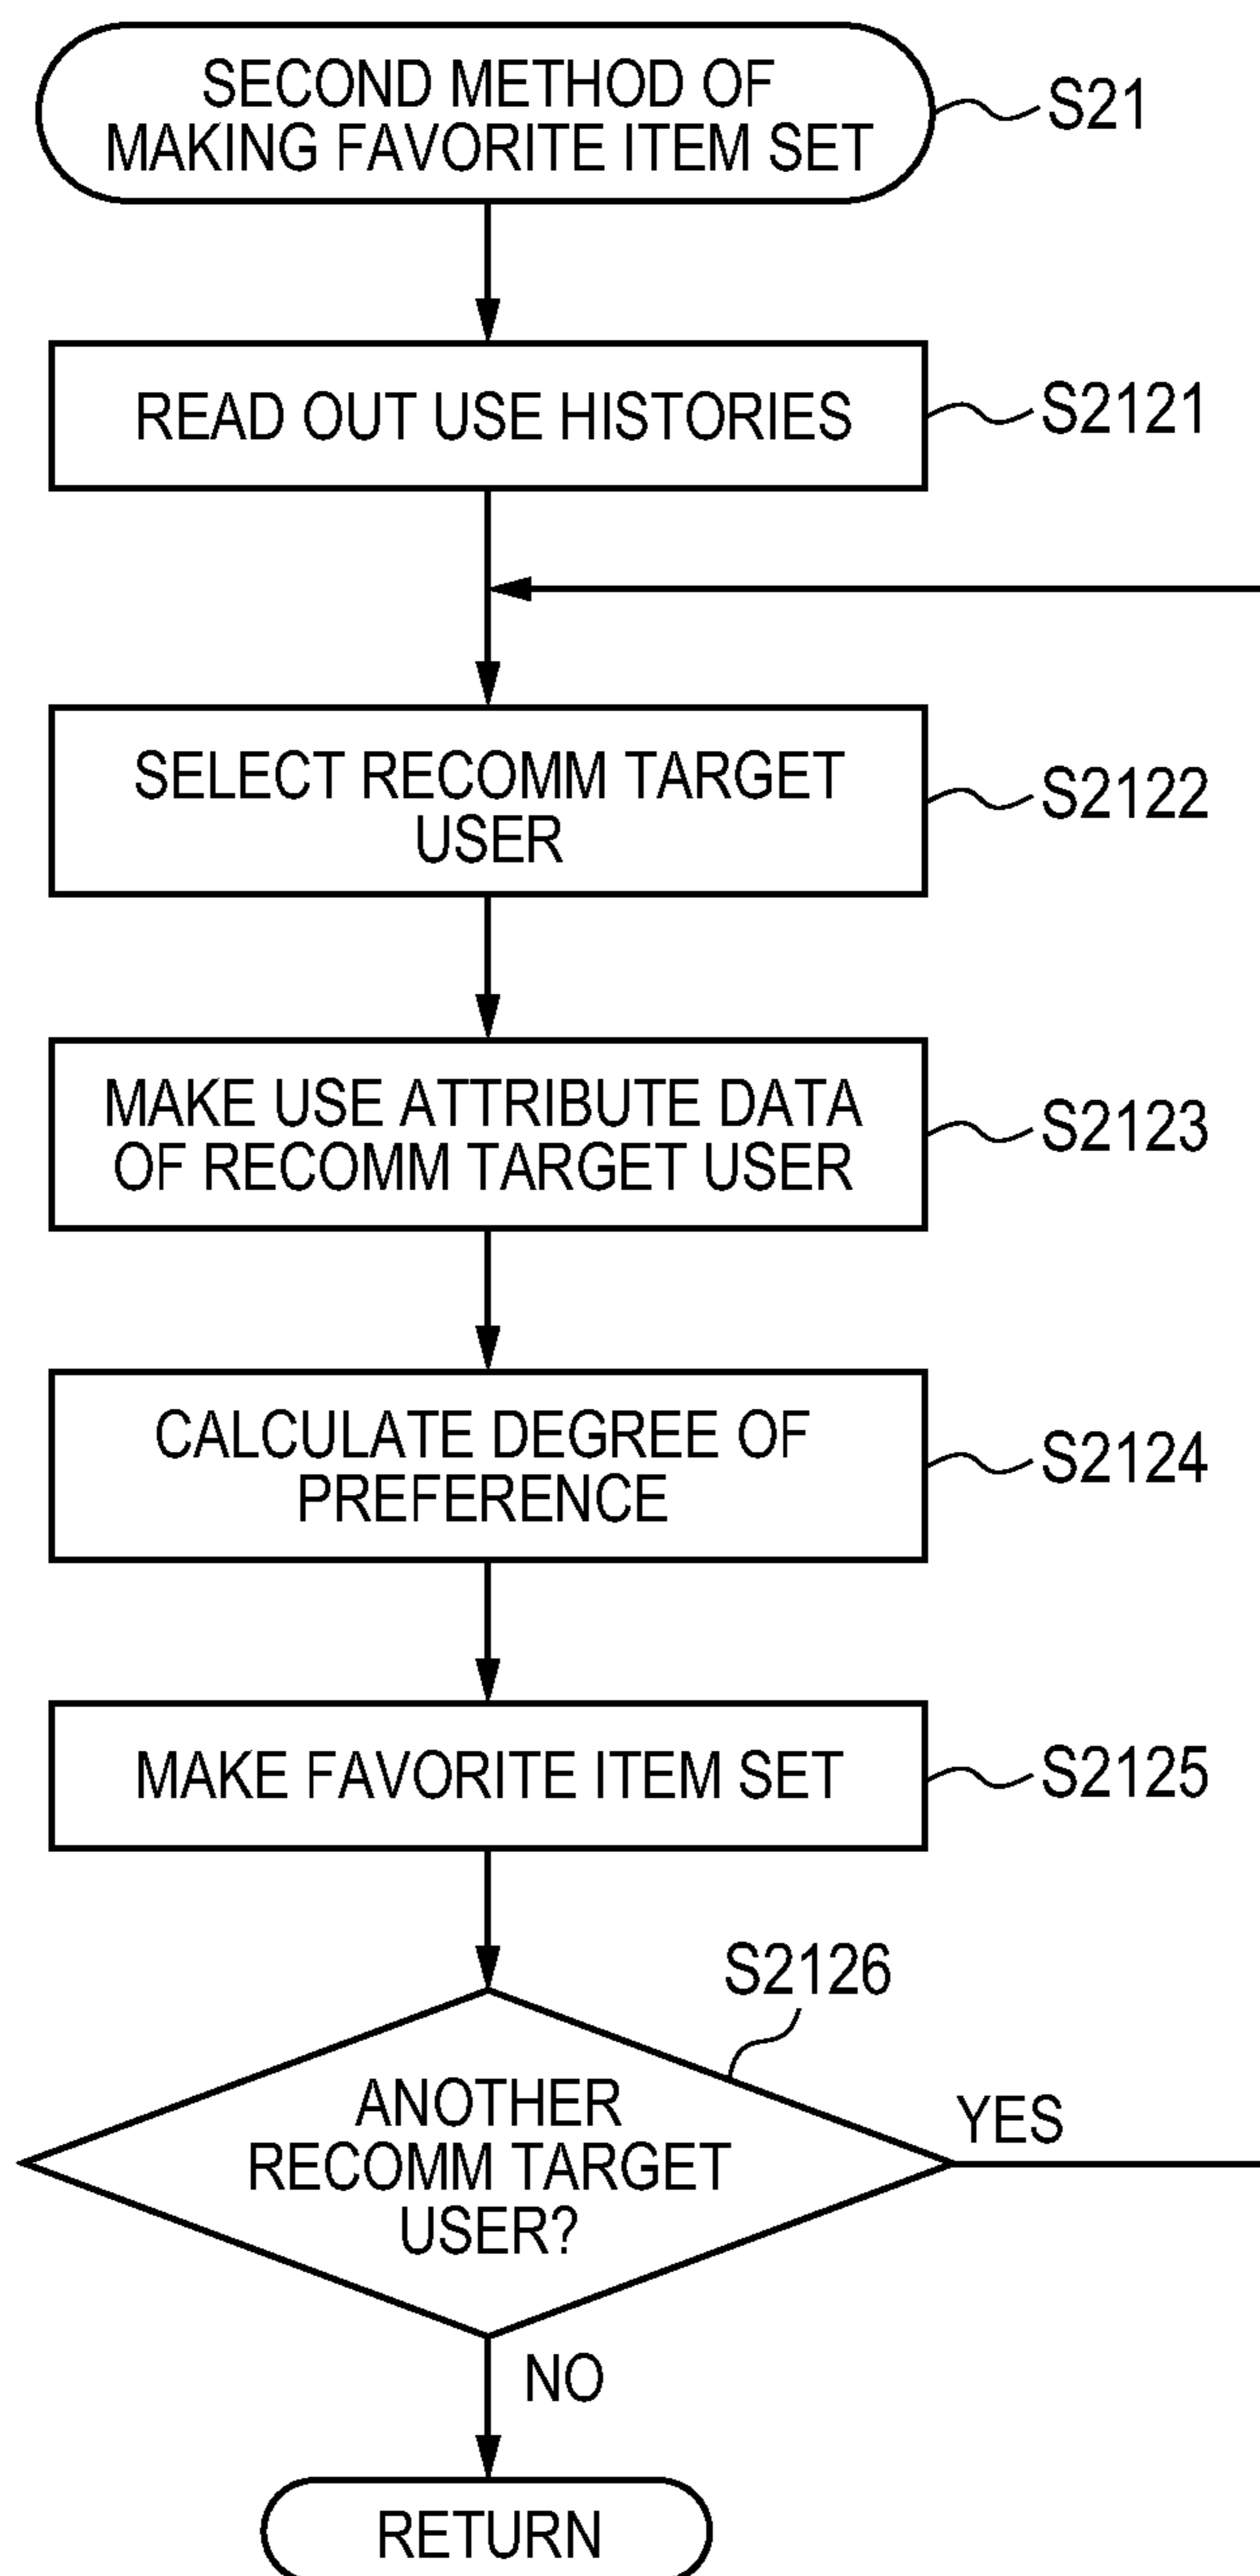 SECOND METHOD OF
MAKING FAVORITE ITEM SET
S21
READ OUT USE HISTORIES
S2121
SELECT RECOMM TARGET
USER
S2122
MAKE USE ATTRIBUTE DATA
OF RECOMM TARGET USER
S2123
CALCULATE DEGREE OF
PREFERENCE
S2124
MAKE FAVORITE ITEM SET
S2125
S2126
ANOTHER
RECOMM TARGET
USER?
YES
NO
RETURN